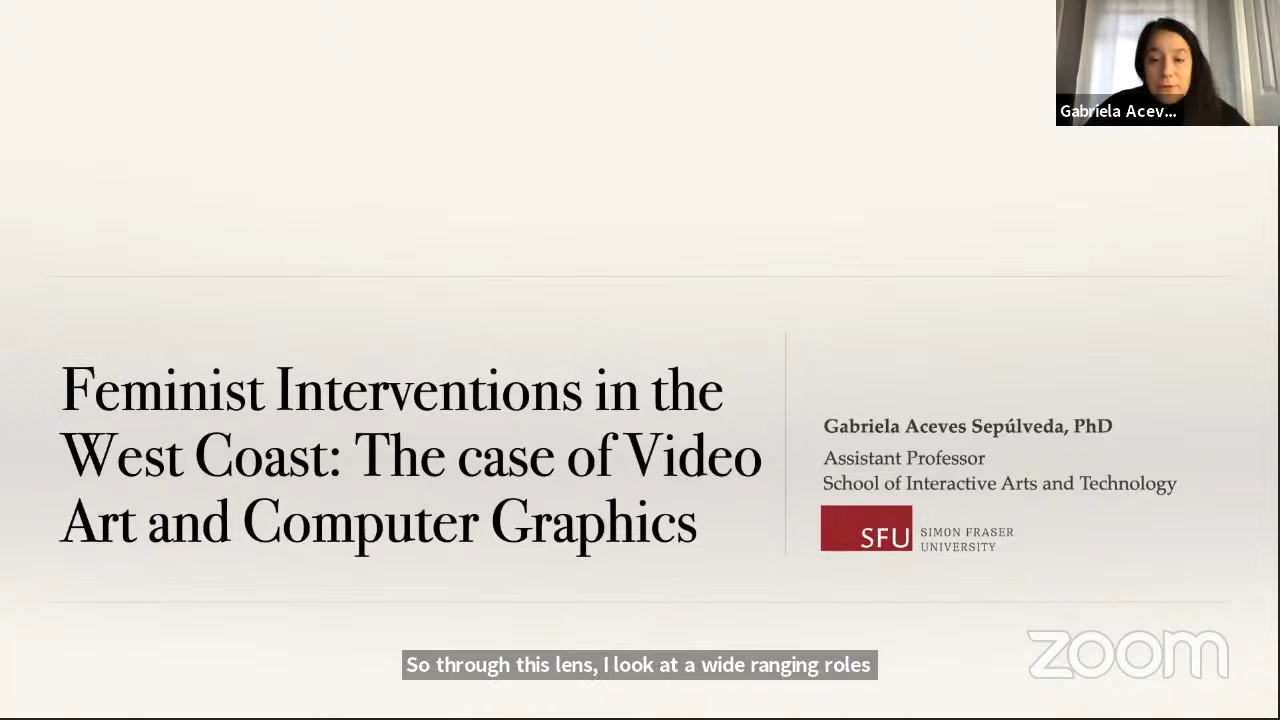 Gabriela Acev...
Feminist Interventions in the
West Coast: The case of Video
Art and Computer Graphics
Gabriela Aceves Sepúlveda, PhD
Assistant Professor
School of Interactive Arts and Technology
SFU
SIMON FRASER
UNIVERSITY
So through this lens, I look at a wide ranging roles
zoom